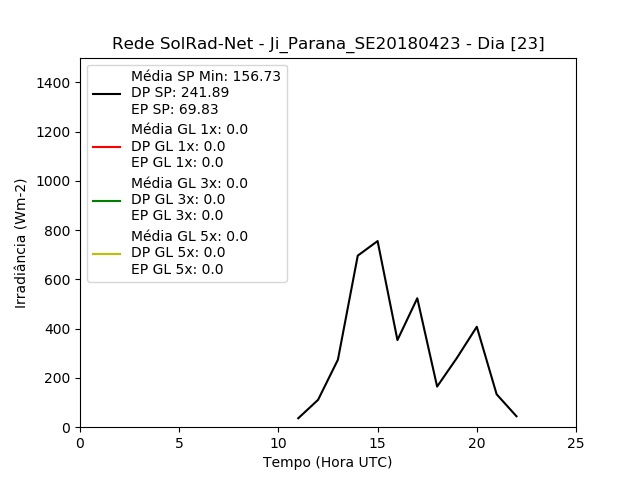 Rede SolRad-Net - Ji_Parana_SE20180423 - Dia [23]
Média SP Min: 156.73
DP SP: 241.89
EP SP: 69.83
Média GL 1x: 0.0
DP GL 1x: 0.0
EP GL 1x: 0.0
Média GL 3x: 0.0
DP GL 3x: 0.0
EP GL 3x: 0.0
Média GL 5x: 0.0
DP GL 5x: 0.0
EP GL 5x: 0.0
Irradiância (Wm-2)
1400
1200
1000
800
600
400
200
0
0 5 10 15 20 25
Tempo (Hora UTC)